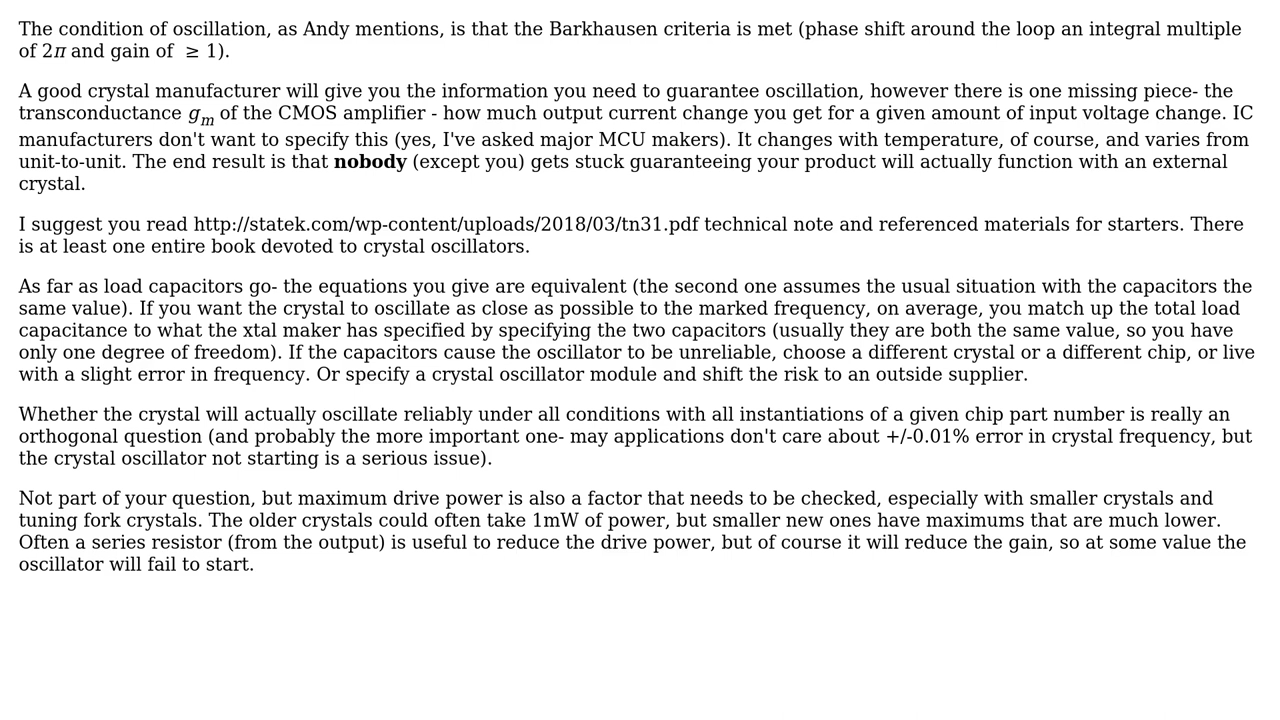 The condition of oscillation, as Andy mentions, is that the Barkhausen criteria is met (phase shift around the loop an integral multiple
of 2π and gain of ≥ 1).
A good crystal manufacturer will give you the information you need to guarantee oscillation, however there is one missing piece- the
transconductance gm of the CMOS amplifier - how much output current change you get for a given amount of input voltage change. IC
manufacturers don't want to specify this (yes, I've asked major MCU makers). It changes with temperature, of course, and varies from
unit-to-unit. The end result is that nobody (except you) gets stuck guaranteeing your product will actually function with an external
crystal.
I suggest you read http://statek.com/wp-content/uploads/2018/03/tn31.pdf technical note and referenced materials for starters. There
is at least one entire book devoted to crystal oscillators.
As far as load capacitors go- the equations you give are equivalent (the second one assumes the usual situation with the capacitors the
same value). If you want the crystal to oscillate as close as possible to the marked frequency, on average, you match up the total load
capacitance to what the xtal maker has specified by specifying the two capacitors (usually they are both the same value, so you have
only one degree of freedom). If the capacitors cause the oscillator to be unreliable, choose a different crystal or a different chip, or live
with a slight error in frequency. Or specify a crystal oscillator module and shift the risk to an outside supplier.
Whether the crystal will actually oscillate reliably under all conditions with all instantiations of a given chip part number is really an
orthogonal question (and probably the more important one- may applications don't care about +/-0.01% error in crystal frequency, but
the crystal oscillator not starting is a serious issue).
Not part of your question, but maximum drive power is also a factor that needs to be checked, especially with smaller crystals and
tuning fork crystals. The older crystals could often take 1mW of power, but smaller new ones have maximums that are much lower.
Often a series resistor (from the output) is useful to reduce the drive power, but of course it will reduce the gain, so at some value the
oscillator will fail to start.